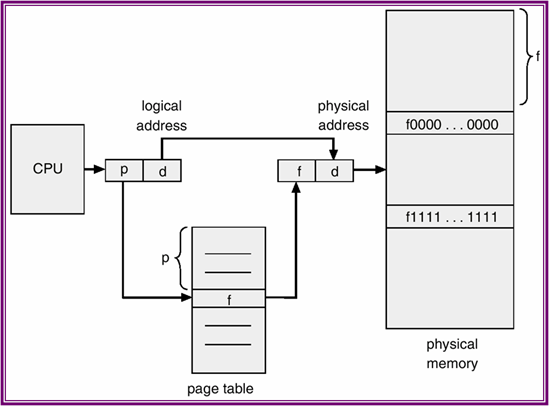 logical
address
physical
address
f
f0000 . . . 0000
CPU
p d
f d
f1111 . . . 1111
p
f
physical
memory
page table